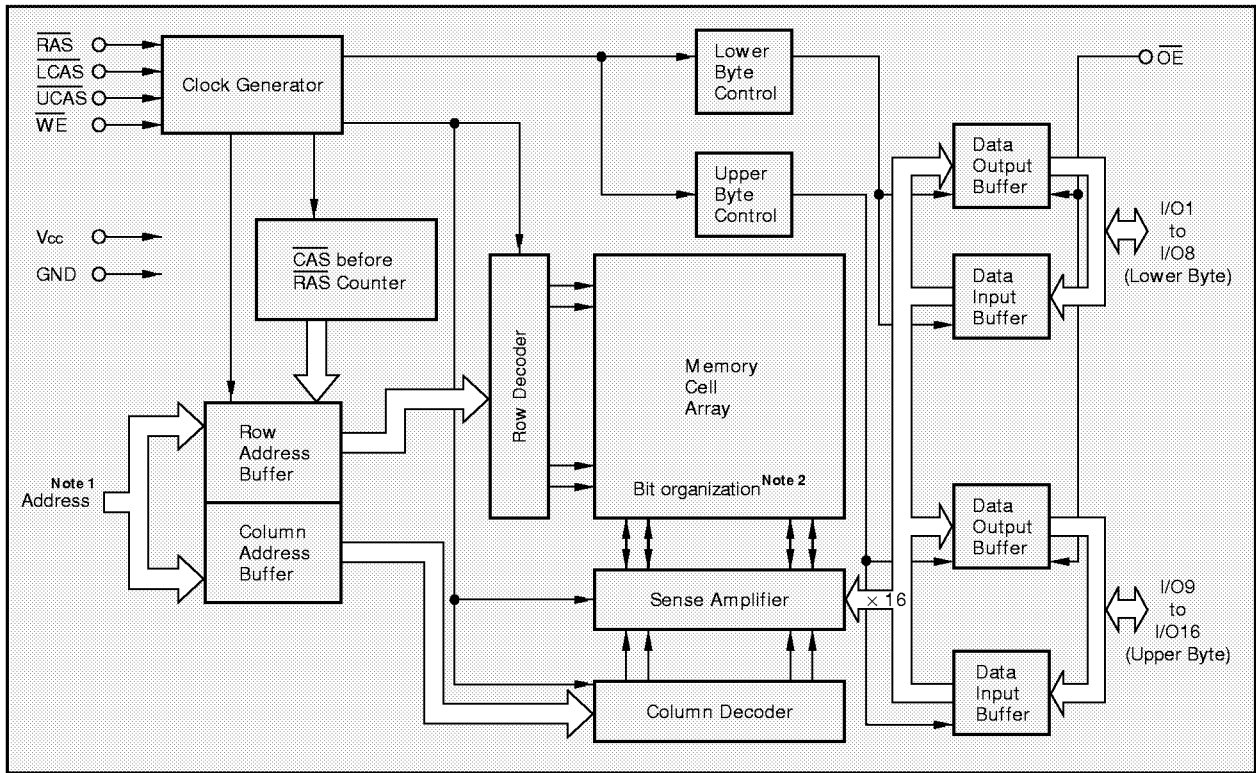 RAS
LCAS
UCAS
WE
Clock Generator
Lower
Byte
Control
OE
Upper
Byte
Control
Data
Output
Buffer
I/O1
to
I/O8
(Lower Byte)
Data
Input
Buffer
Vcc
GND
CAS before
RAS Counter
Row Decoder
Memory
Cell
Array
Bit organization Note 2
Row
Address
Buffer
Note 1
Address
Column
Address
Buffer
Sense Amplifier
× 16
Column Decoder
Data
Output
Buffer
I/O9
to
I/O16
(Upper Byte)
Data
Input
Buffer